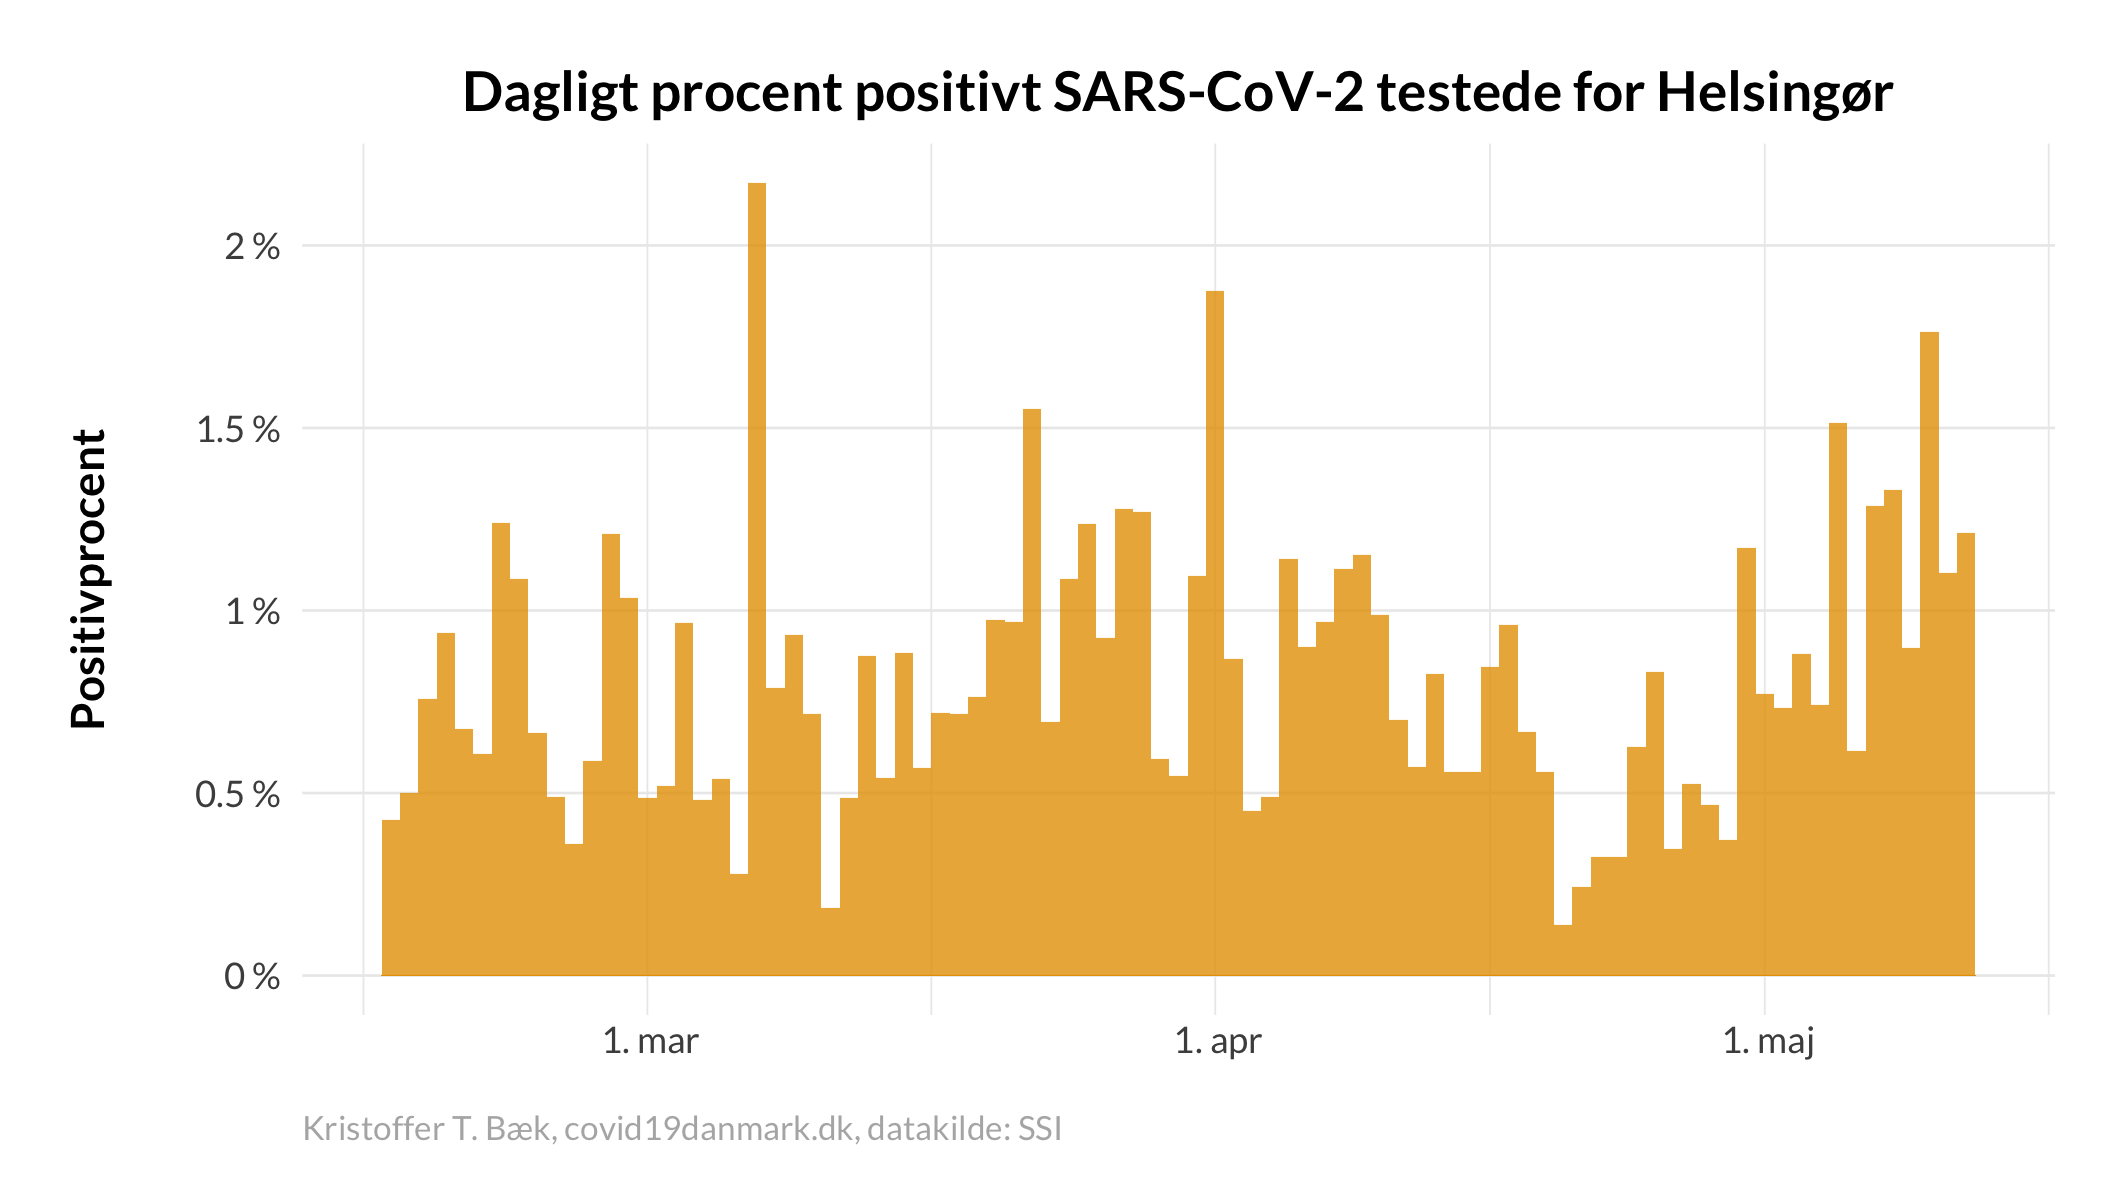 Dagligt procent positivt SARS-CoV-2 testede for Helsingør
Positivprocent
2 %
1.5 %
1 %
0.5 %
0 %
1. mar
1. apr
1. maj
Kristoffer T. Bæk, covid19danmark.dk, datakilde: SSI